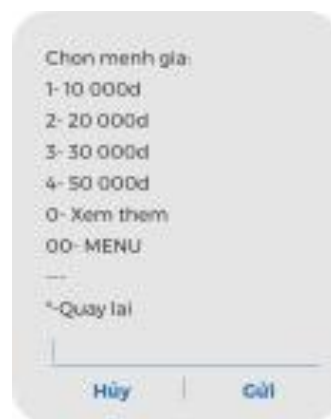 Chon menh gia:
1- 10 000d
2- 20 000d
3- 30 000d
4- 50 000d
0- Xem them
00- MENU
---
*-Quay lai
Hủy
Gửi